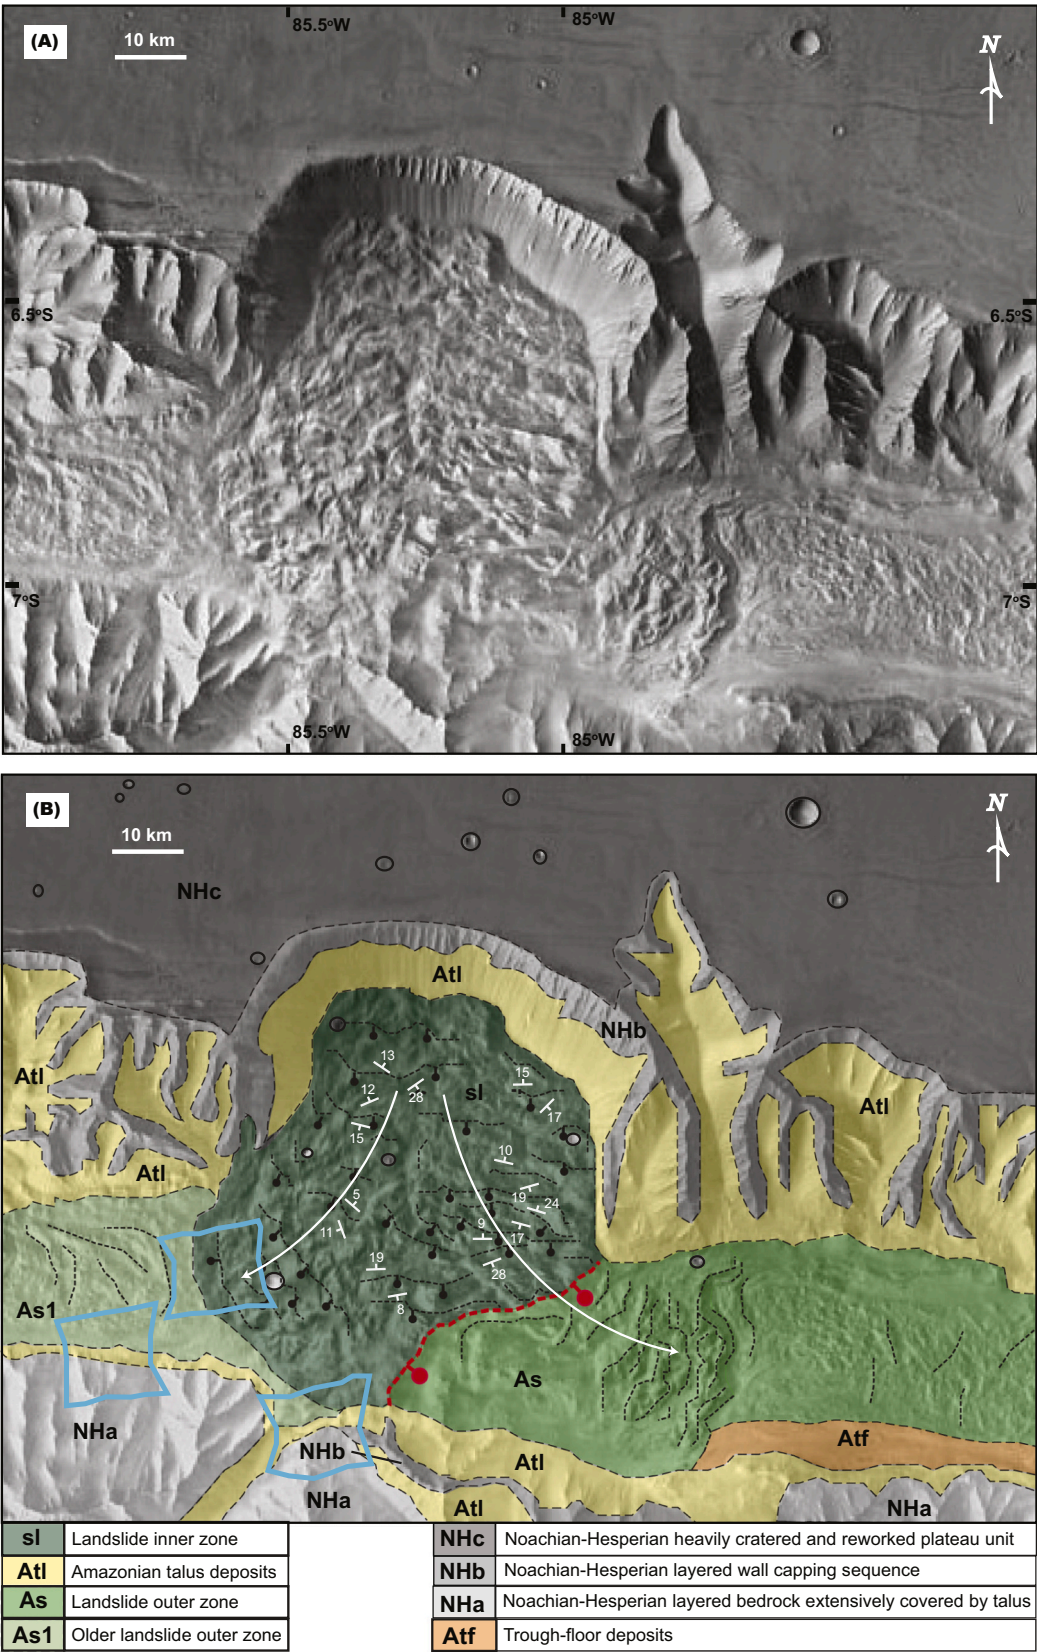 (A)
85.5°W
85°W
10 km
N
6.5°S
6.5°S
7°S
7°S
85.5°W
85°W
(B)
10 km
N
NHc
Atl
NHb
Atl
Atl
13
15
sl
12
28
17
15
Atl
10
5
19
24
11
9
17
19
28
As1
8
As
NHa
Atf
NHb
Atl
NHa
Atl
NHa
sl Landslide inner zone
Atl Amazonian talus deposits
As Landslide outer zone
As1 Older landslide outer zone
NHc Noachian-Hesperian heavily cratered and reworked plateau unit
NHb Noachian-Hesperian layered wall capping sequence
NHa Noachian-Hesperian layered bedrock extensively covered by talus
Atf Trough-floor deposits